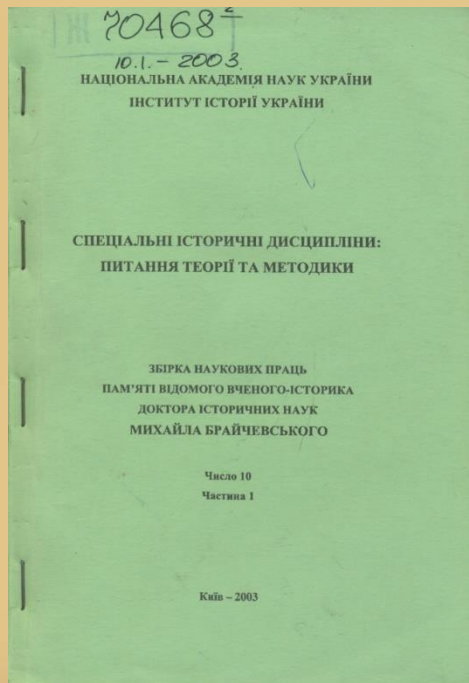 70468
10.1.– 2003
НАЦІОНАЛЬНА АКАДЕМІЯ НАУК УКРАЇНИ
ІНСТИТУТ ІСТОРІЇ УКРАЇНИ
СПЕЦІАЛЬНІ ІСТОРИЧНІ ДИСЦИПЛІНИ:
ПИТАННЯ ТЕОРІЇ ТА МЕТОДИКИ
ЗБІРКА НАУКОВИХ ПРАЦЬ
ПАМ’ЯТІ ВІДОМОГО ВЧЕНОГО-ІСТОРИКА
ДОКТОРА ІСТОРИЧНИХ НАУК
МИХАЙЛА БРАЙЧЕВСЬКОГО
Число 10
Частина 1
Київ – 2003